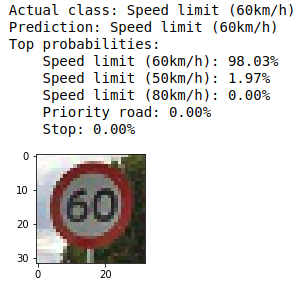 Actual class: Speed limit (60km/h)
Prediction: Speed limit (60km/h)
Top probabilities:
Speed limit (60km/h): 98.03%
Speed limit (50km/h): 1.97%
Speed limit (80km/h): 0.00%
Priority road: 0.00%
Stop: 0.00%
0
10
20
30
60
0 20